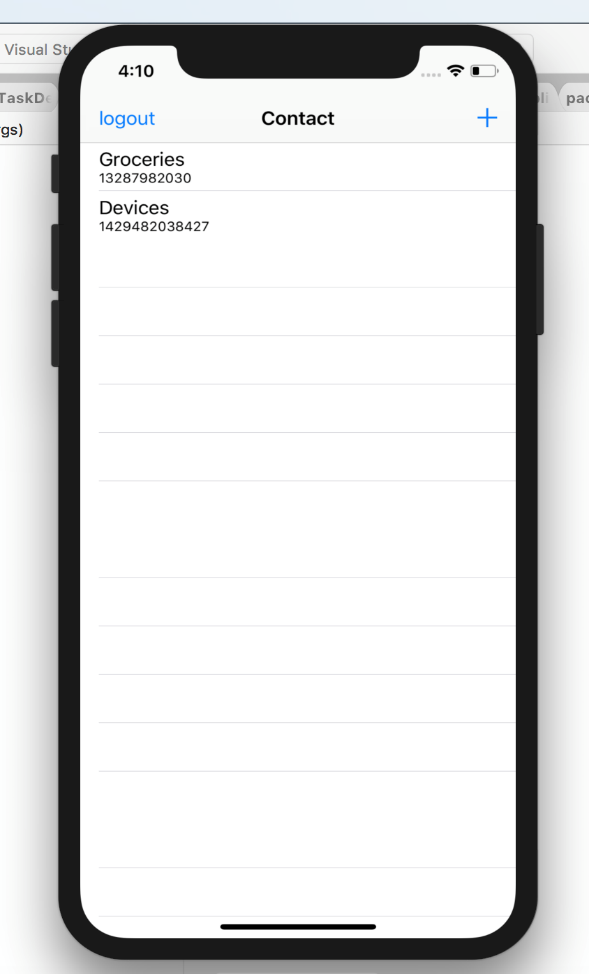 Visual St
TaskDe
gs)
pac
4:10
logout Contact +
Groceries
13287982030
Devices
1429482038427